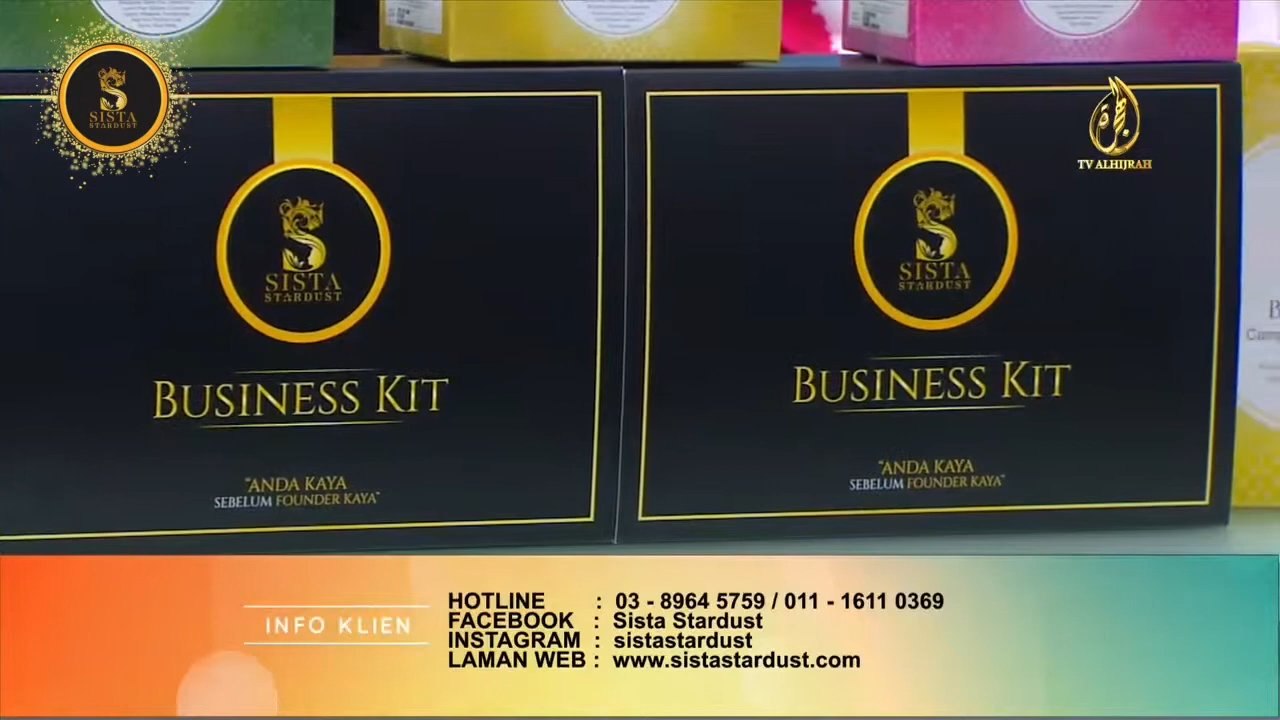 SISTA
STARDUST
هجرة
TV ALHIJRAH
SISTA
STARDUST
BUSINESS KIT
"ANDA KAYA
SEBELUM FOUNDER KAYA"
SISTA
STARDUST
BUSINESS KIT
"ANDA KAYA
SEBELUM FOUNDER KAYA"
INFO KLIEN
HOTLINE : 03 - 8964 5759 / 011 - 1611 0369
FACEBOOK : Sista Stardust
INSTAGRAM : sistastardust
LAMAN WEB : www.sistastardust.com